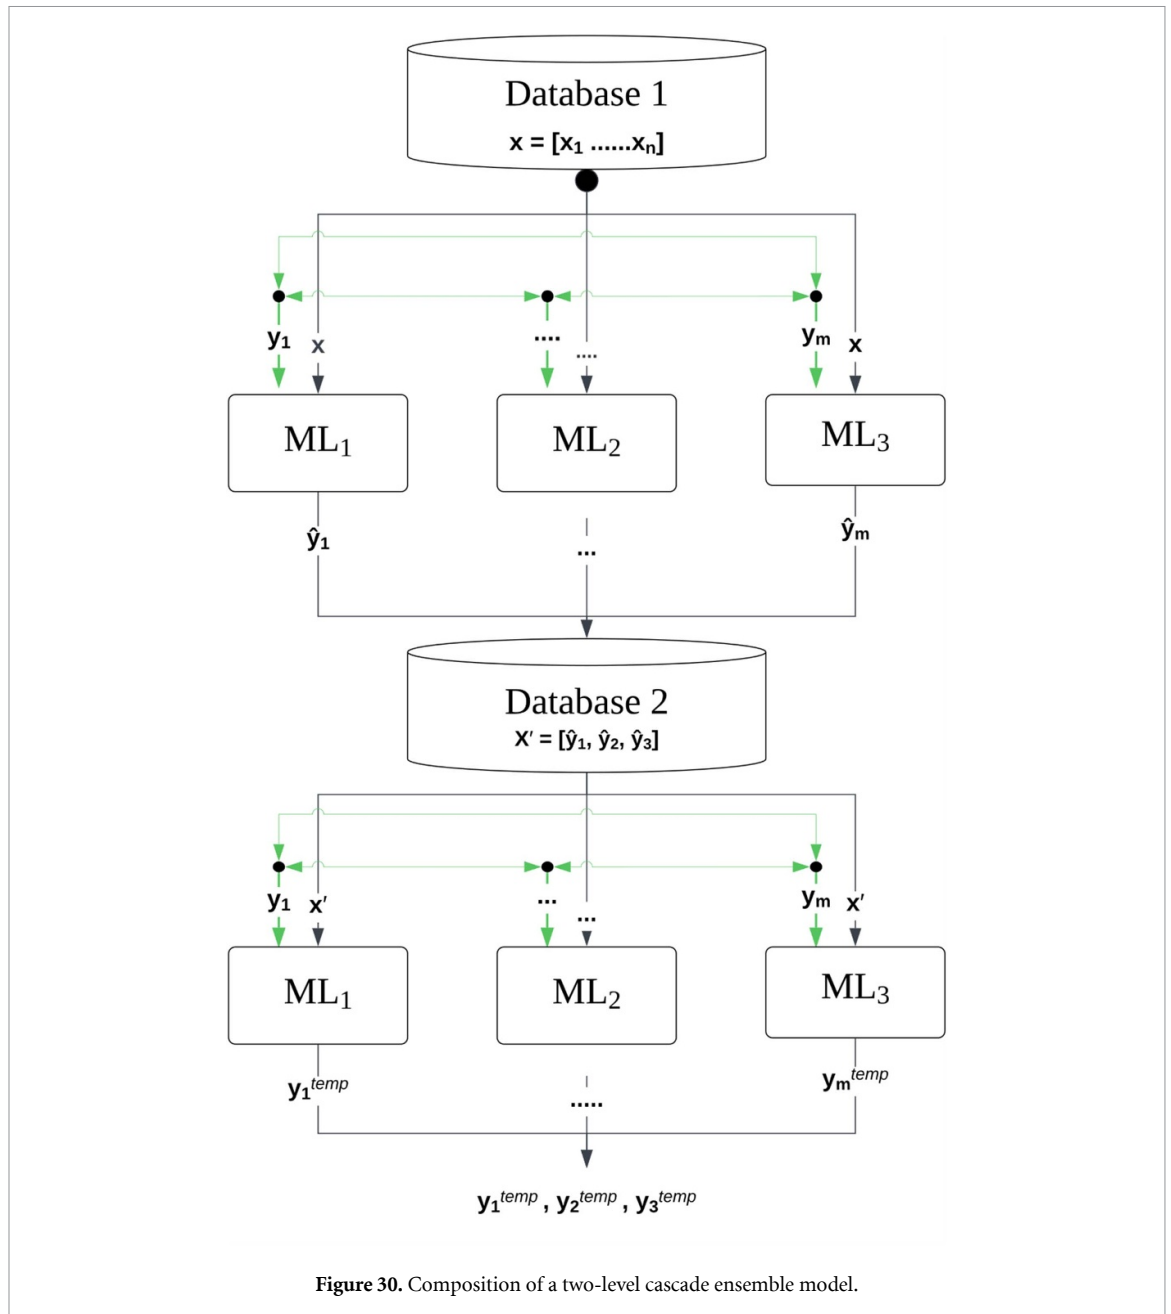 Database 1
x = [x₁ ......xₙ]
y₁ x .... .... yₘ x
ML₁ ML₂ ML₃
ŷ₁ ... ŷₘ
Database 2
X′ = [ŷ₁, ŷ₂, ŷ₃]
y₁ x′ ... ... yₘ x′
ML₁ ML₂ ML₃
y₁ᵗᵉᵐᵖ ..... yₘᵗᵉᵐᵖ
y₁ᵗᵉᵐᵖ , y₂ᵗᵉᵐᵖ , y₃ᵗᵉᵐᵖ
Figure 30. Composition of a two-level cascade ensemble model.